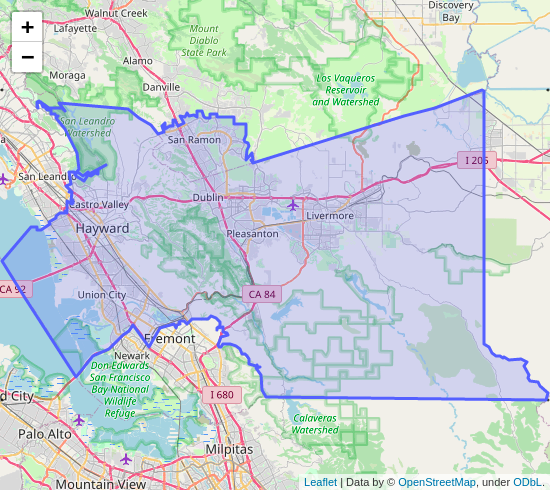 Walnut Creek
Lafayette
Discovery
Bay
+
−
Mount
Diablo
State Park
Alamo
Moraga
Danville
Los Vaqueros
Reservoir
and Watershed
San Leandro
Watershed
San Ramon
I 205
San Leandro
Castro Valley
Dublin
Livermore
Hayward
Pleasanton
CA 92
Union City
CA 84
Fremont
Newark
Don Edwards
San Francisco
Bay National
Wildlife
Refuge
I 680
d City
Calaveras
Watershed
Palo Alto
Milpitas
Mountain View
Leaflet | Data by © OpenStreetMap, under ODbL.